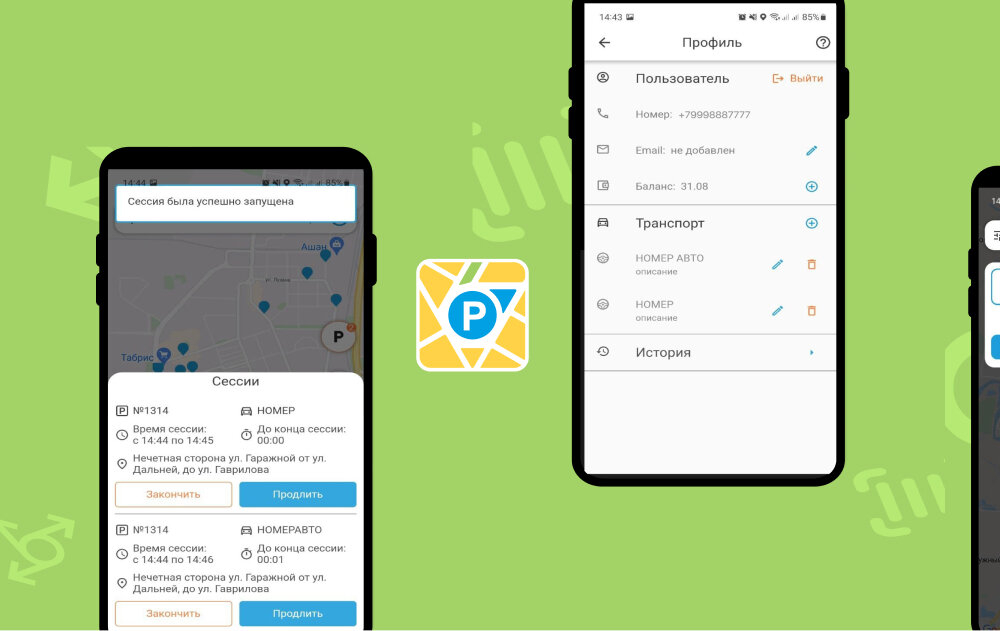 14:44
85%
Сессия была успешно запущена
Ашан
ул. Лизина
P
2
Табрис
Сессии
P №1314
НОМЕР
Время сессии:
с 14:44 по 14:45
До конца сессии:
00:00
Нечетная сторона ул. Гаражной от ул.
Дальней, до ул. Гаврилова
Закончить
Продлить
P №1314
НОМЕРАВТО
Время сессии:
с 14:44 по 14:46
До конца сессии:
00:01
Нечетная сторона ул. Гаражной от ул.
Дальней, до ул. Гаврилова
Закончить
Продлить
P
14:43
85%
Профиль
Пользователь
Выйти
Номер: +79998887777
Email: не добавлен
Баланс: 31.08
Транспорт
НОМЕР АВТО
описание
НОМЕР
описание
История
14